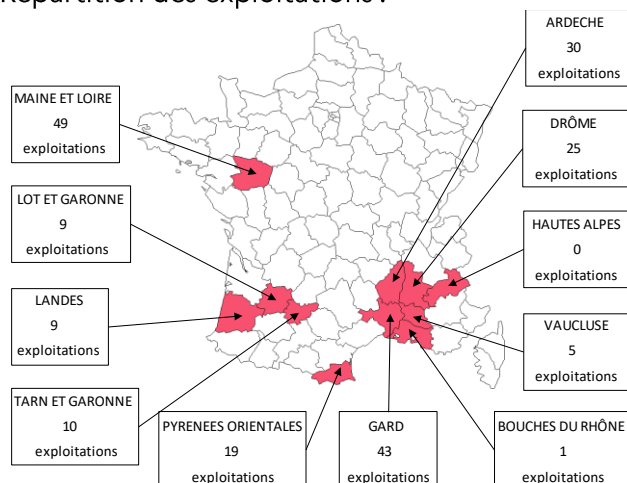 Répartition des exploitations :
ARDECHE
30
exploitations
MAINE ET LOIRE
49
exploitations
DRÔME
25
exploitations
LOT ET GARONNE
9
exploitations
HAUTES ALPES
0
exploitations
LANDES
9
exploitations
VAUCLUSE
5
exploitations
TARN ET GARONNE
10
exploitations
PYRENEES ORIENTALES
19
exploitations
GARD
43
exploitations
BOUCHES DU RHÔNE
1
exploitations